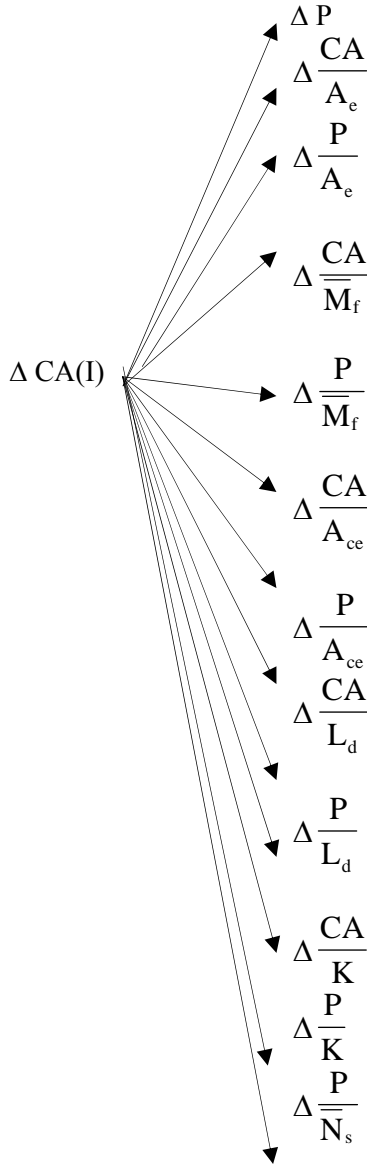 Δ P
Δ CA/A_e
Δ P/A_e
Δ CA/M̿_f
Δ CA(I)
Δ P/M̿_f
Δ CA/A_ce
Δ P/A_ce
Δ CA/L_d
Δ P/L_d
Δ CA/K
Δ P/K
Δ P/N̿_s